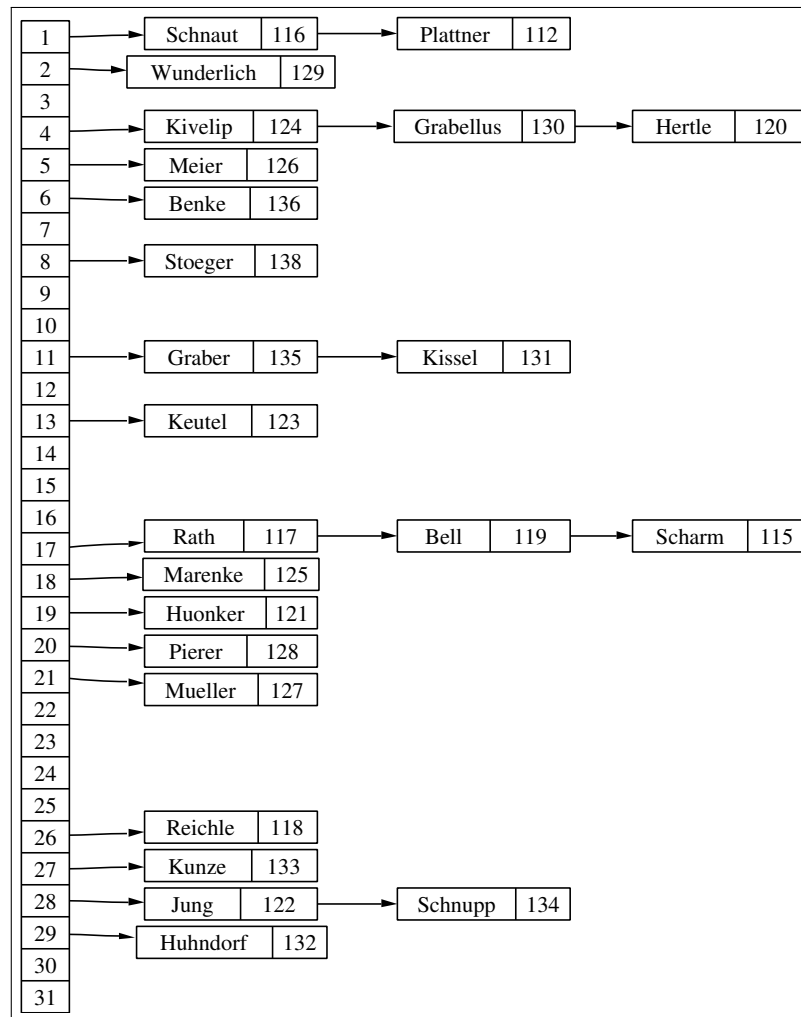 1 Schnaut 116 Plattner 112
2 Wunderlich 129
3
4 Kivelip 124 Grabellus 130 Hertle 120
5 Meier 126
6 Benke 136
7
8 Stoeger 138
9
10
11 Graber 135 Kissel 131
12
13 Keutel 123
14
15
16
17 Rath 117 Bell 119 Scharm 115
18 Marenke 125
19 Huonker 121
20 Pierer 128
21 Mueller 127
22
23
24
25
26 Reichle 118
27 Kunze 133
28 Jung 122 Schnupp 134
29 Huhndorf 132
30
31